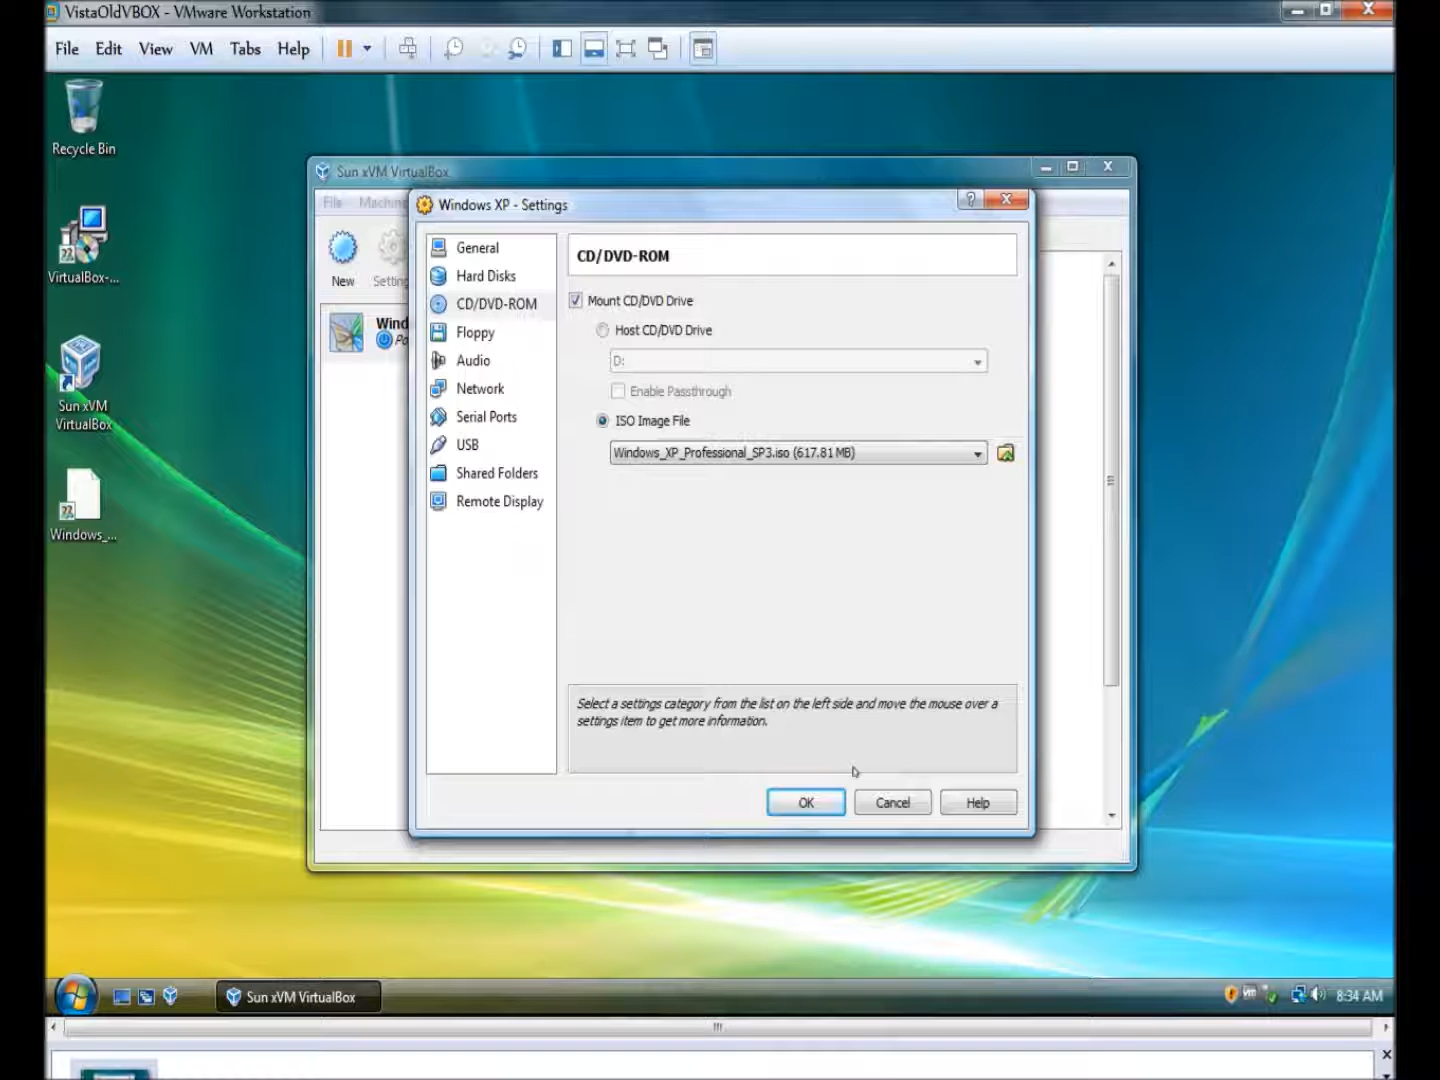 VistaOldVBOX - VMware Workstation
File Edit View VM Tabs Help
Recycle Bin
VirtualBox-...
Sun xVM
VirtualBox
Windows_...
Sun xVM VirtualBox
File Machine
New
Windows XP - Settings
General
Hard Disks
CD/DVD-ROM
Floppy
Audio
Network
Serial Ports
USB
Shared Folders
Remote Display
CD/DVD-ROM
Mount CD/DVD Drive
Host CD/DVD Drive
D:
Enable Passthrough
ISO Image File
Windows_XP_Professional_SP3.iso (617.81 MB)
Select a settings category from the list on the left side and move the mouse over a
settings item to get more information.
OK Cancel Help
Sun xVM VirtualBox
8:34 AM